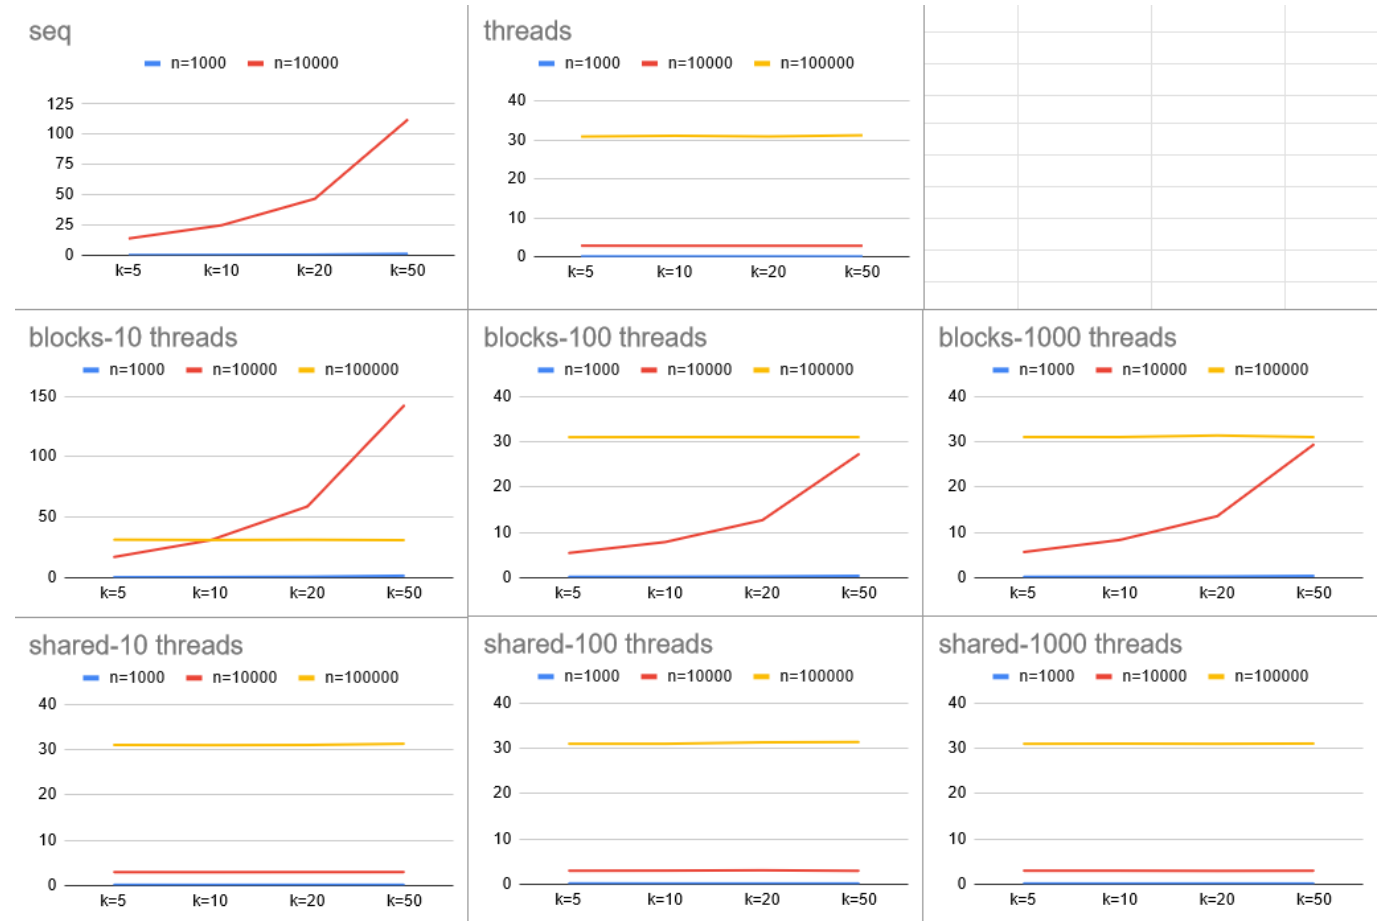 seq
n=1000 n=10000
125
100
75
50
25
0
k=5 k=10 k=20 k=50
threads
n=1000 n=10000 n=100000
40
30
20
10
0
k=5 k=10 k=20 k=50
blocks-10 threads
n=1000 n=10000 n=100000
150
100
50
0
k=5 k=10 k=20 k=50
blocks-100 threads
n=1000 n=10000 n=100000
40
30
20
10
0
k=5 k=10 k=20 k=50
blocks-1000 threads
n=1000 n=10000 n=100000
40
30
20
10
0
k=5 k=10 k=20 k=50
shared-10 threads
n=1000 n=10000 n=100000
40
30
20
10
0
k=5 k=10 k=20 k=50
shared-100 threads
n=1000 n=10000 n=100000
40
30
20
10
0
k=5 k=10 k=20 k=50
shared-1000 threads
n=1000 n=10000 n=100000
40
30
20
10
0
k=5 k=10 k=20 k=50